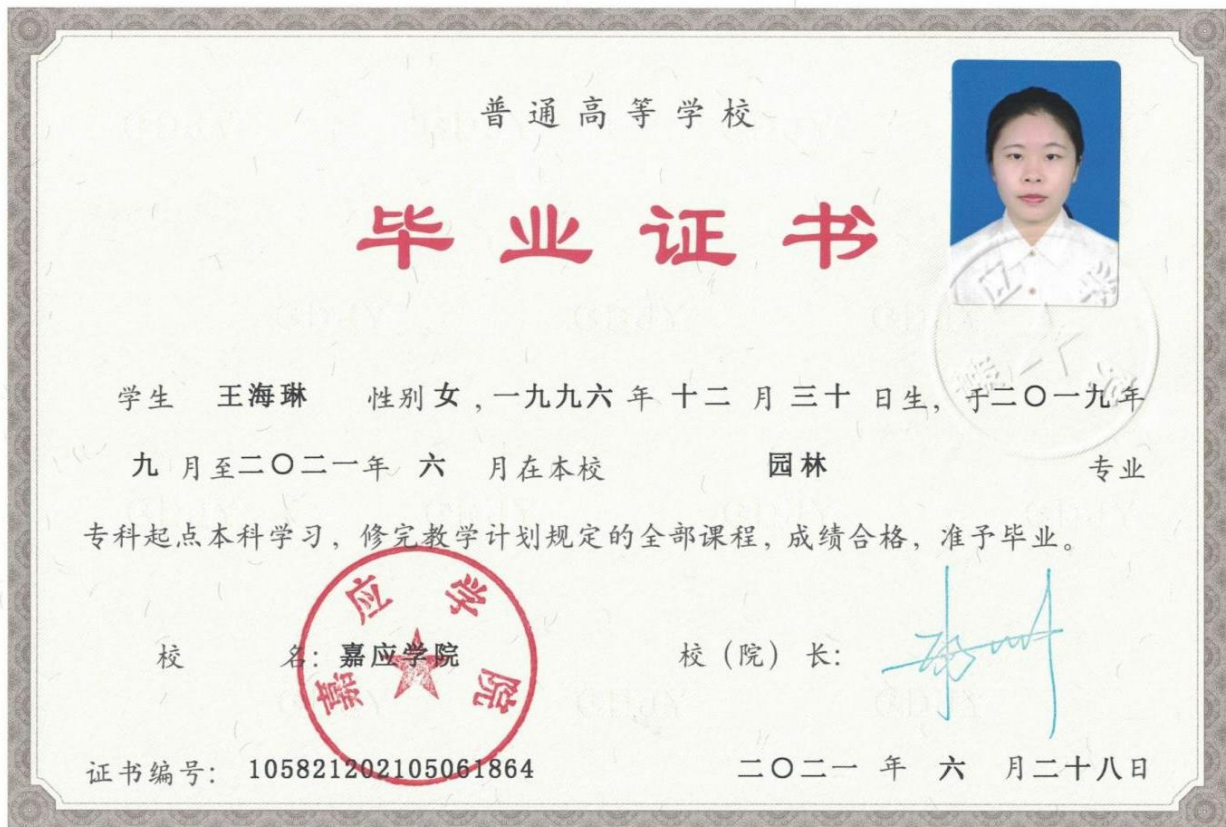 普通高等学校
毕业证书
学生 王海琳 性别 女 , 一九九六 年 十二 月 三十 日生, 于二〇一九年
九 月至二〇二一年 六 月在本校 园林 专业
专科起点本科学习, 修完教学计划规定的全部课程, 成绩合格, 准予毕业。
校 名: 嘉应学院 校（院）长:
嘉应学院
证书编号: 105821202105061864 二〇二一 年 六 月二十八日